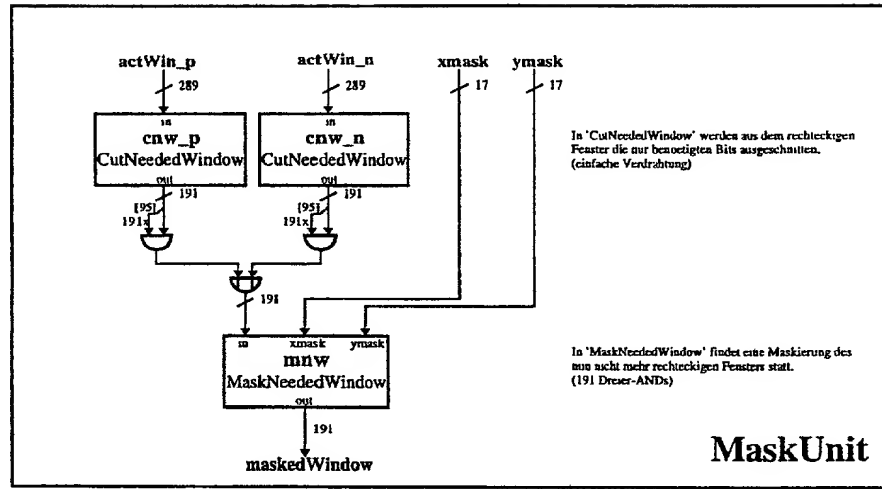 actWin_p actWin_n xmask ymask
289 289 17 17
in in
cnw_p cnw_n
CutNeededWindow CutNeededWindow
out out
191 191
[95] [95]
191x 191x
In 'CutNeededWindow' werden aus dem rechteckigen
Fenster die nur benoetigten Bits ausgeschnitten.
(einfache Verdrahtung)
191
in xmask ymask
mnw
MaskNeededWindow
out
In 'MaskNeededWindow' findet eine Maskierung des
nun nicht mehr rechteckigen Fensters statt.
(191 Dreier-ANDs)
191
maskedWindow
MaskUnit